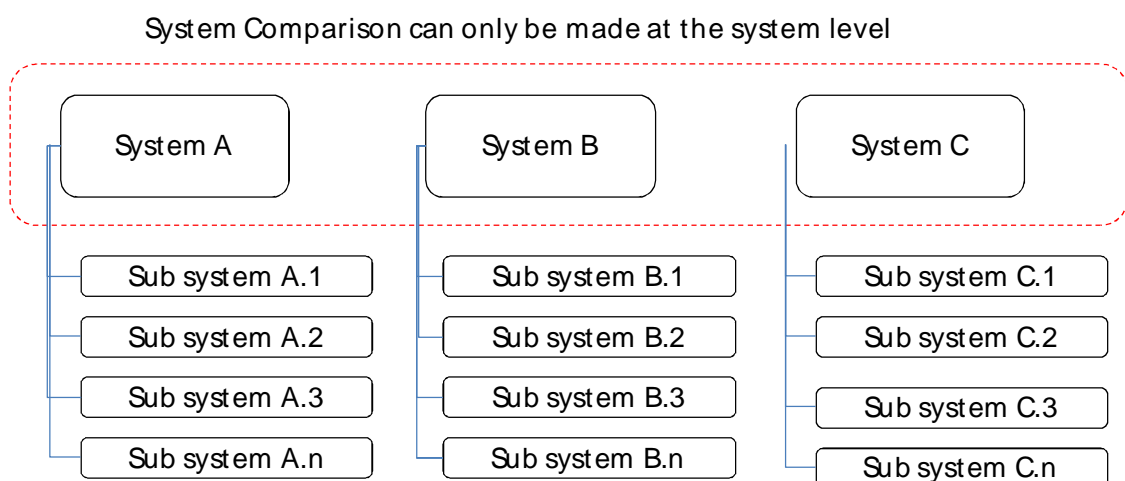 System Comparison can only be made at the system level
System A
System B
System C
Sub system A.1
Sub system B.1
Sub system C.1
Sub system A.2
Sub system B.2
Sub system C.2
Sub system A.3
Sub system B.3
Sub system C.3
Sub system A.n
Sub system B.n
Sub system C.n